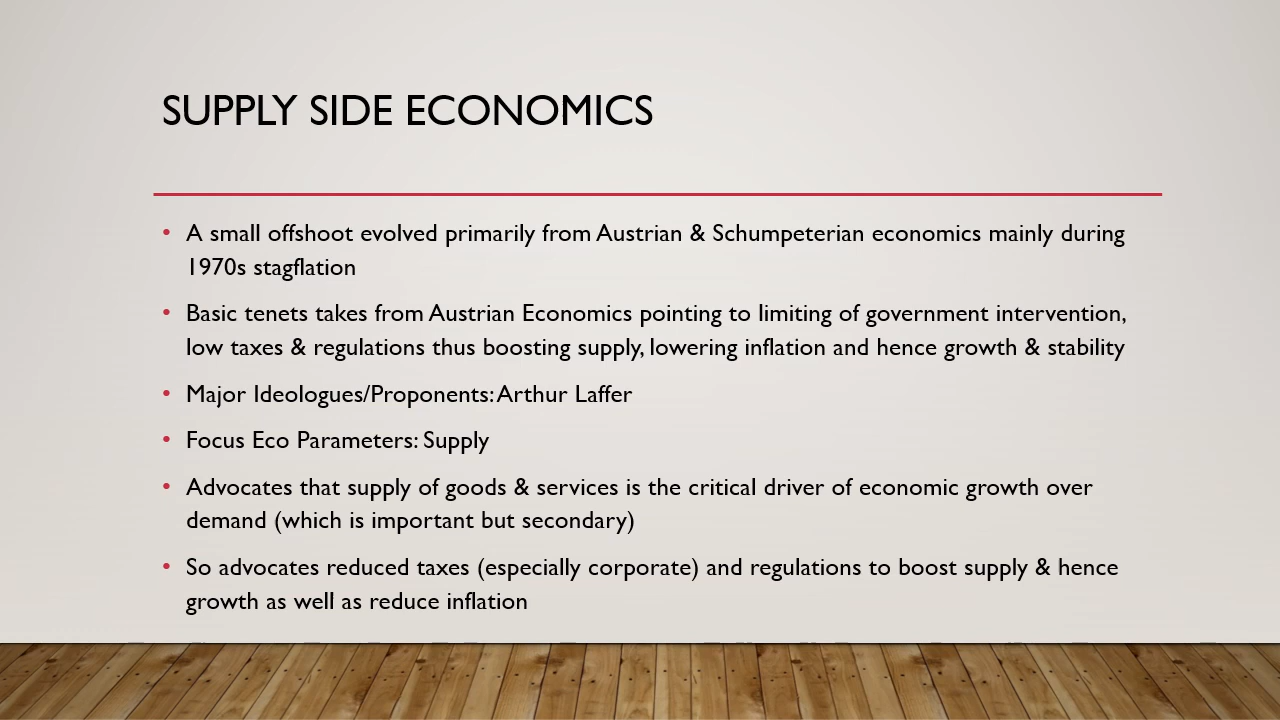 SUPPLY SIDE ECONOMICS
• A small offshoot evolved primarily from Austrian & Schumpeterian economics mainly during
1970s stagflation
• Basic tenets takes from Austrian Economics pointing to limiting of government intervention,
low taxes & regulations thus boosting supply, lowering inflation and hence growth & stability
• Major Ideologues/Proponents: Arthur Laffer
• Focus Eco Parameters: Supply
• Advocates that supply of goods & services is the critical driver of economic growth over
demand (which is important but secondary)
• So advocates reduced taxes (especially corporate) and regulations to boost supply & hence
growth as well as reduce inflation